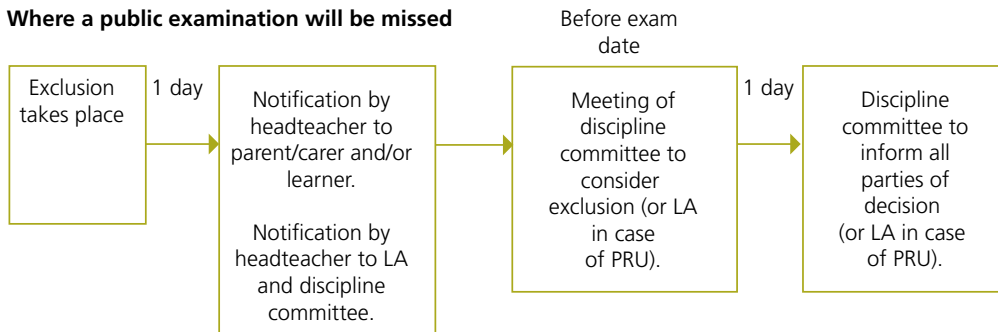 Where a public examination will be missed
Before exam
date
Exclusion
takes place
1 day
Notification by
headteacher to
parent/carer and/or
learner.
Notification by
headteacher to LA
and discipline
committee.
Meeting of
discipline
committee to
consider
exclusion (or LA
in case
of PRU).
1 day
Discipline
committee to
inform all
parties of
decision
(or LA in case
of PRU).